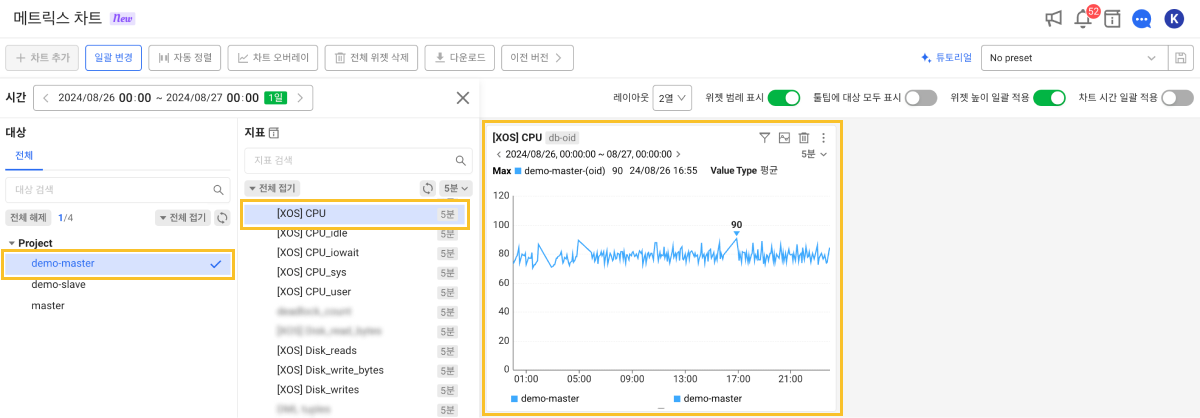 메트릭스 차트 New
52
K
+ 차트 추가 일괄 변경 자동 정렬 차트 오버레이 전체 위젯 삭제 다운로드 이전 버전
튜토리얼 No preset
시간 2024/08/26 00:00 ~ 2024/08/27 00:00 1일
레이아웃 2열 위젯 범례 표시 툴팁에 대상 모두 표시 위젯 높이 일괄 적용 차트 시간 일괄 적용
대상
전체
대상 검색
전체 해제 1/4 전체 접기
Project
demo-master
demo-slave
master
지표
지표 검색
전체 접기 5분
[XOS] CPU 5분
[XOS] CPU_idle 5분
[XOS] CPU_iowait 5분
[XOS] CPU_sys 5분
[XOS] CPU_user 5분
deadlock_count 5분
[XOS] Disk_read_bytes 5분
[XOS] Disk_reads 5분
[XOS] Disk_write_bytes 5분
[XOS] Disk_writes 5분
5분
[XOS] CPU db-oid
2024/08/26, 00:00:00 ~ 08/27, 00:00:00 5분
Max demo-master-(oid) 90 24/08/26 16:55 Value Type 평균
120
100
80
60
40
20
0
90
01:00 05:00 09:00 13:00 17:00 21:00
demo-master demo-master